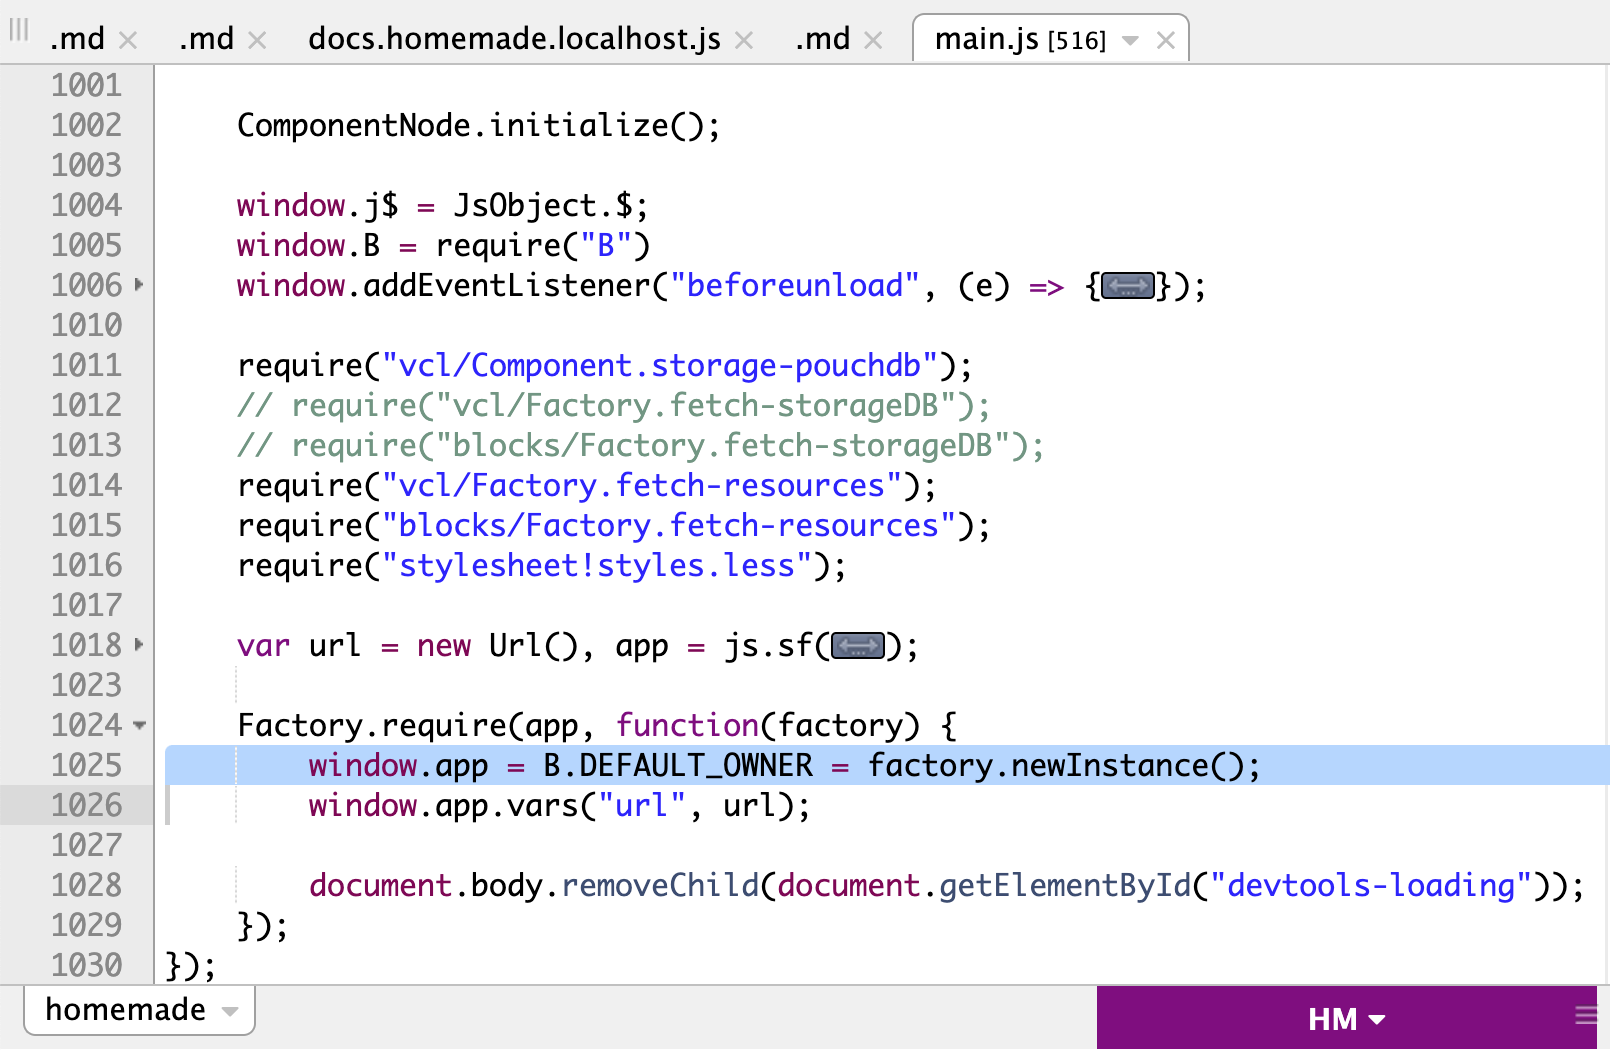 .md × .md × docs.homemade.localhost.js × .md × main.js [516] ×
1001
1002 ComponentNode.initialize();
1003
1004 window.j$ = JsObject.$;
1005 window.B = require("B")
1006 window.addEventListener("beforeunload", (e) => {↔});
1010
1011 require("vcl/Component.storage-pouchdb");
1012 // require("vcl/Factory.fetch-storageDB");
1013 // require("blocks/Factory.fetch-storageDB");
1014 require("vcl/Factory.fetch-resources");
1015 require("blocks/Factory.fetch-resources");
1016 require("stylesheet!styles.less");
1017
1018 var url = new Url(), app = js.sf(↔);
1023
1024 Factory.require(app, function(factory) {
1025 window.app = B.DEFAULT_OWNER = factory.newInstance();
1026 window.app.vars("url", url);
1027
1028 document.body.removeChild(document.getElementById("devtools-loading"));
1029 });
1030 });
homemade
HM